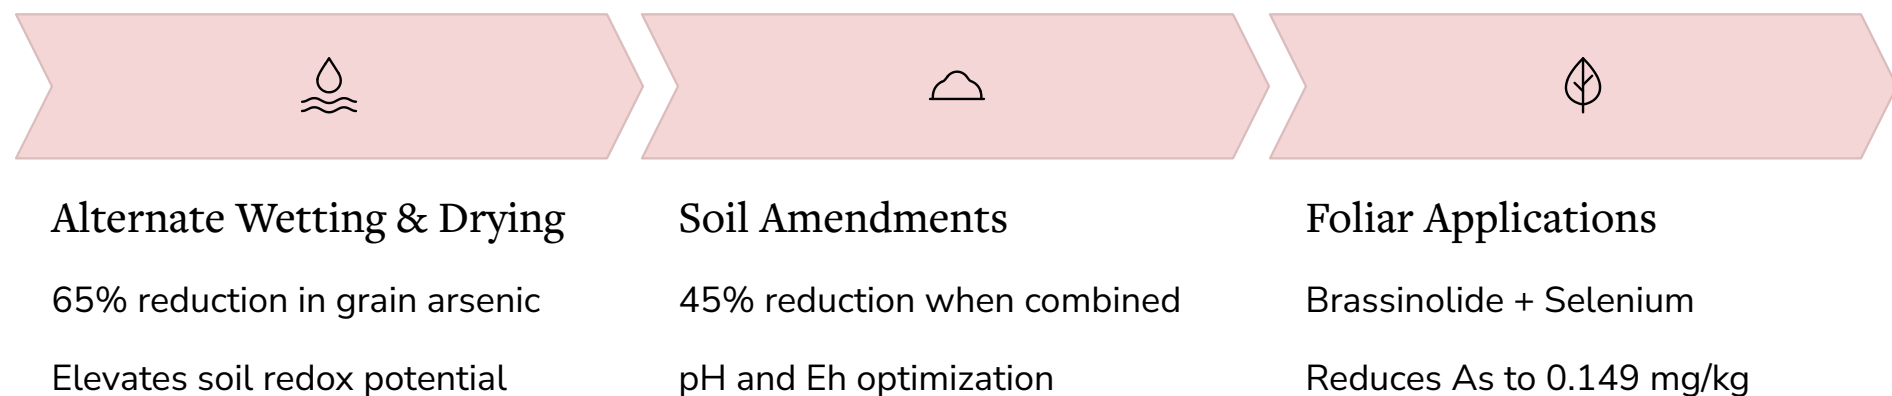 Alternate Wetting & Drying
65% reduction in grain arsenic
Elevates soil redox potential
Soil Amendments
45% reduction when combined
pH and Eh optimization
Foliar Applications
Brassinolide + Selenium
Reduces As to 0.149 mg/kg